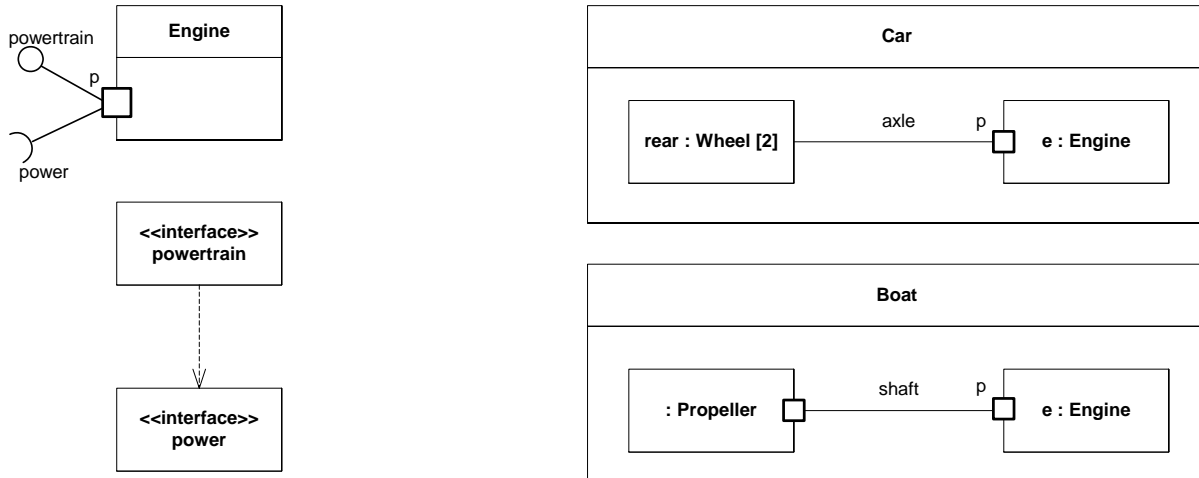 Engine
powertrain
p
power
<<interface>>
powertrain
<<interface>>
power
Car
rear : Wheel [2]
axle
p
e : Engine
Boat
: Propeller
shaft
p
e : Engine